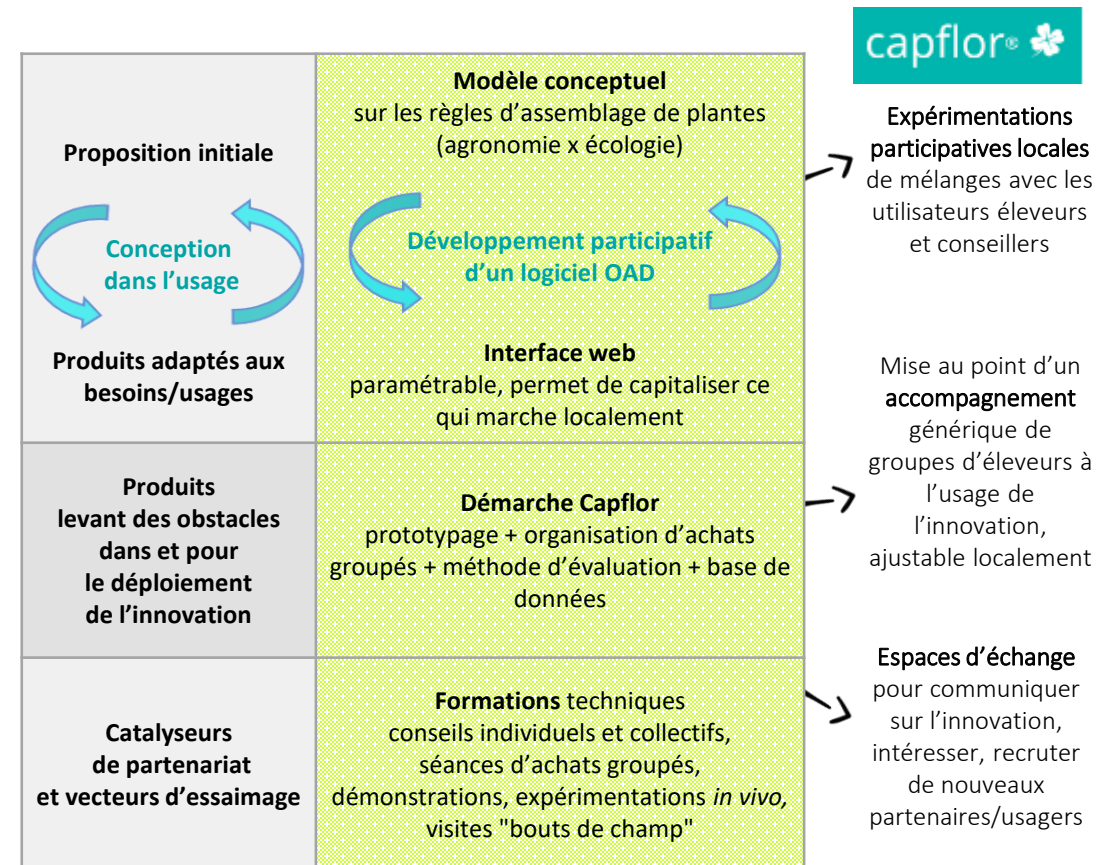 capflor®
Proposition initiale
Conception
dans l'usage
Produits adaptés aux
besoins/usages
Modèle conceptuel
sur les règles d'assemblage de plantes
(agronomie x écologie)
Développement participatif
d'un logiciel OAD
Interface web
paramétrable, permet de capitaliser ce
qui marche localement
Expérimentations
participatives locales
de mélanges avec les
utilisateurs éleveurs
et conseillers
Produits
levant des obstacles
dans et pour
le déploiement
de l'innovation
Démarche Capflor
prototypage + organisation d'achats
groupés + méthode d'évaluation + base de
données
Mise au point d'un
accompagnement
générique de
groupes d'éleveurs à
l'usage de
l'innovation,
ajustable localement
Catalyseurs
de partenariat
et vecteurs d'essaimage
Formations techniques
conseils individuels et collectifs,
séances d'achats groupés,
démonstrations, expérimentations in vivo,
visites "bouts de champ"
Espaces d'échange
pour communiquer
sur l'innovation,
intéresser, recruter
de nouveaux
partenaires/usagers